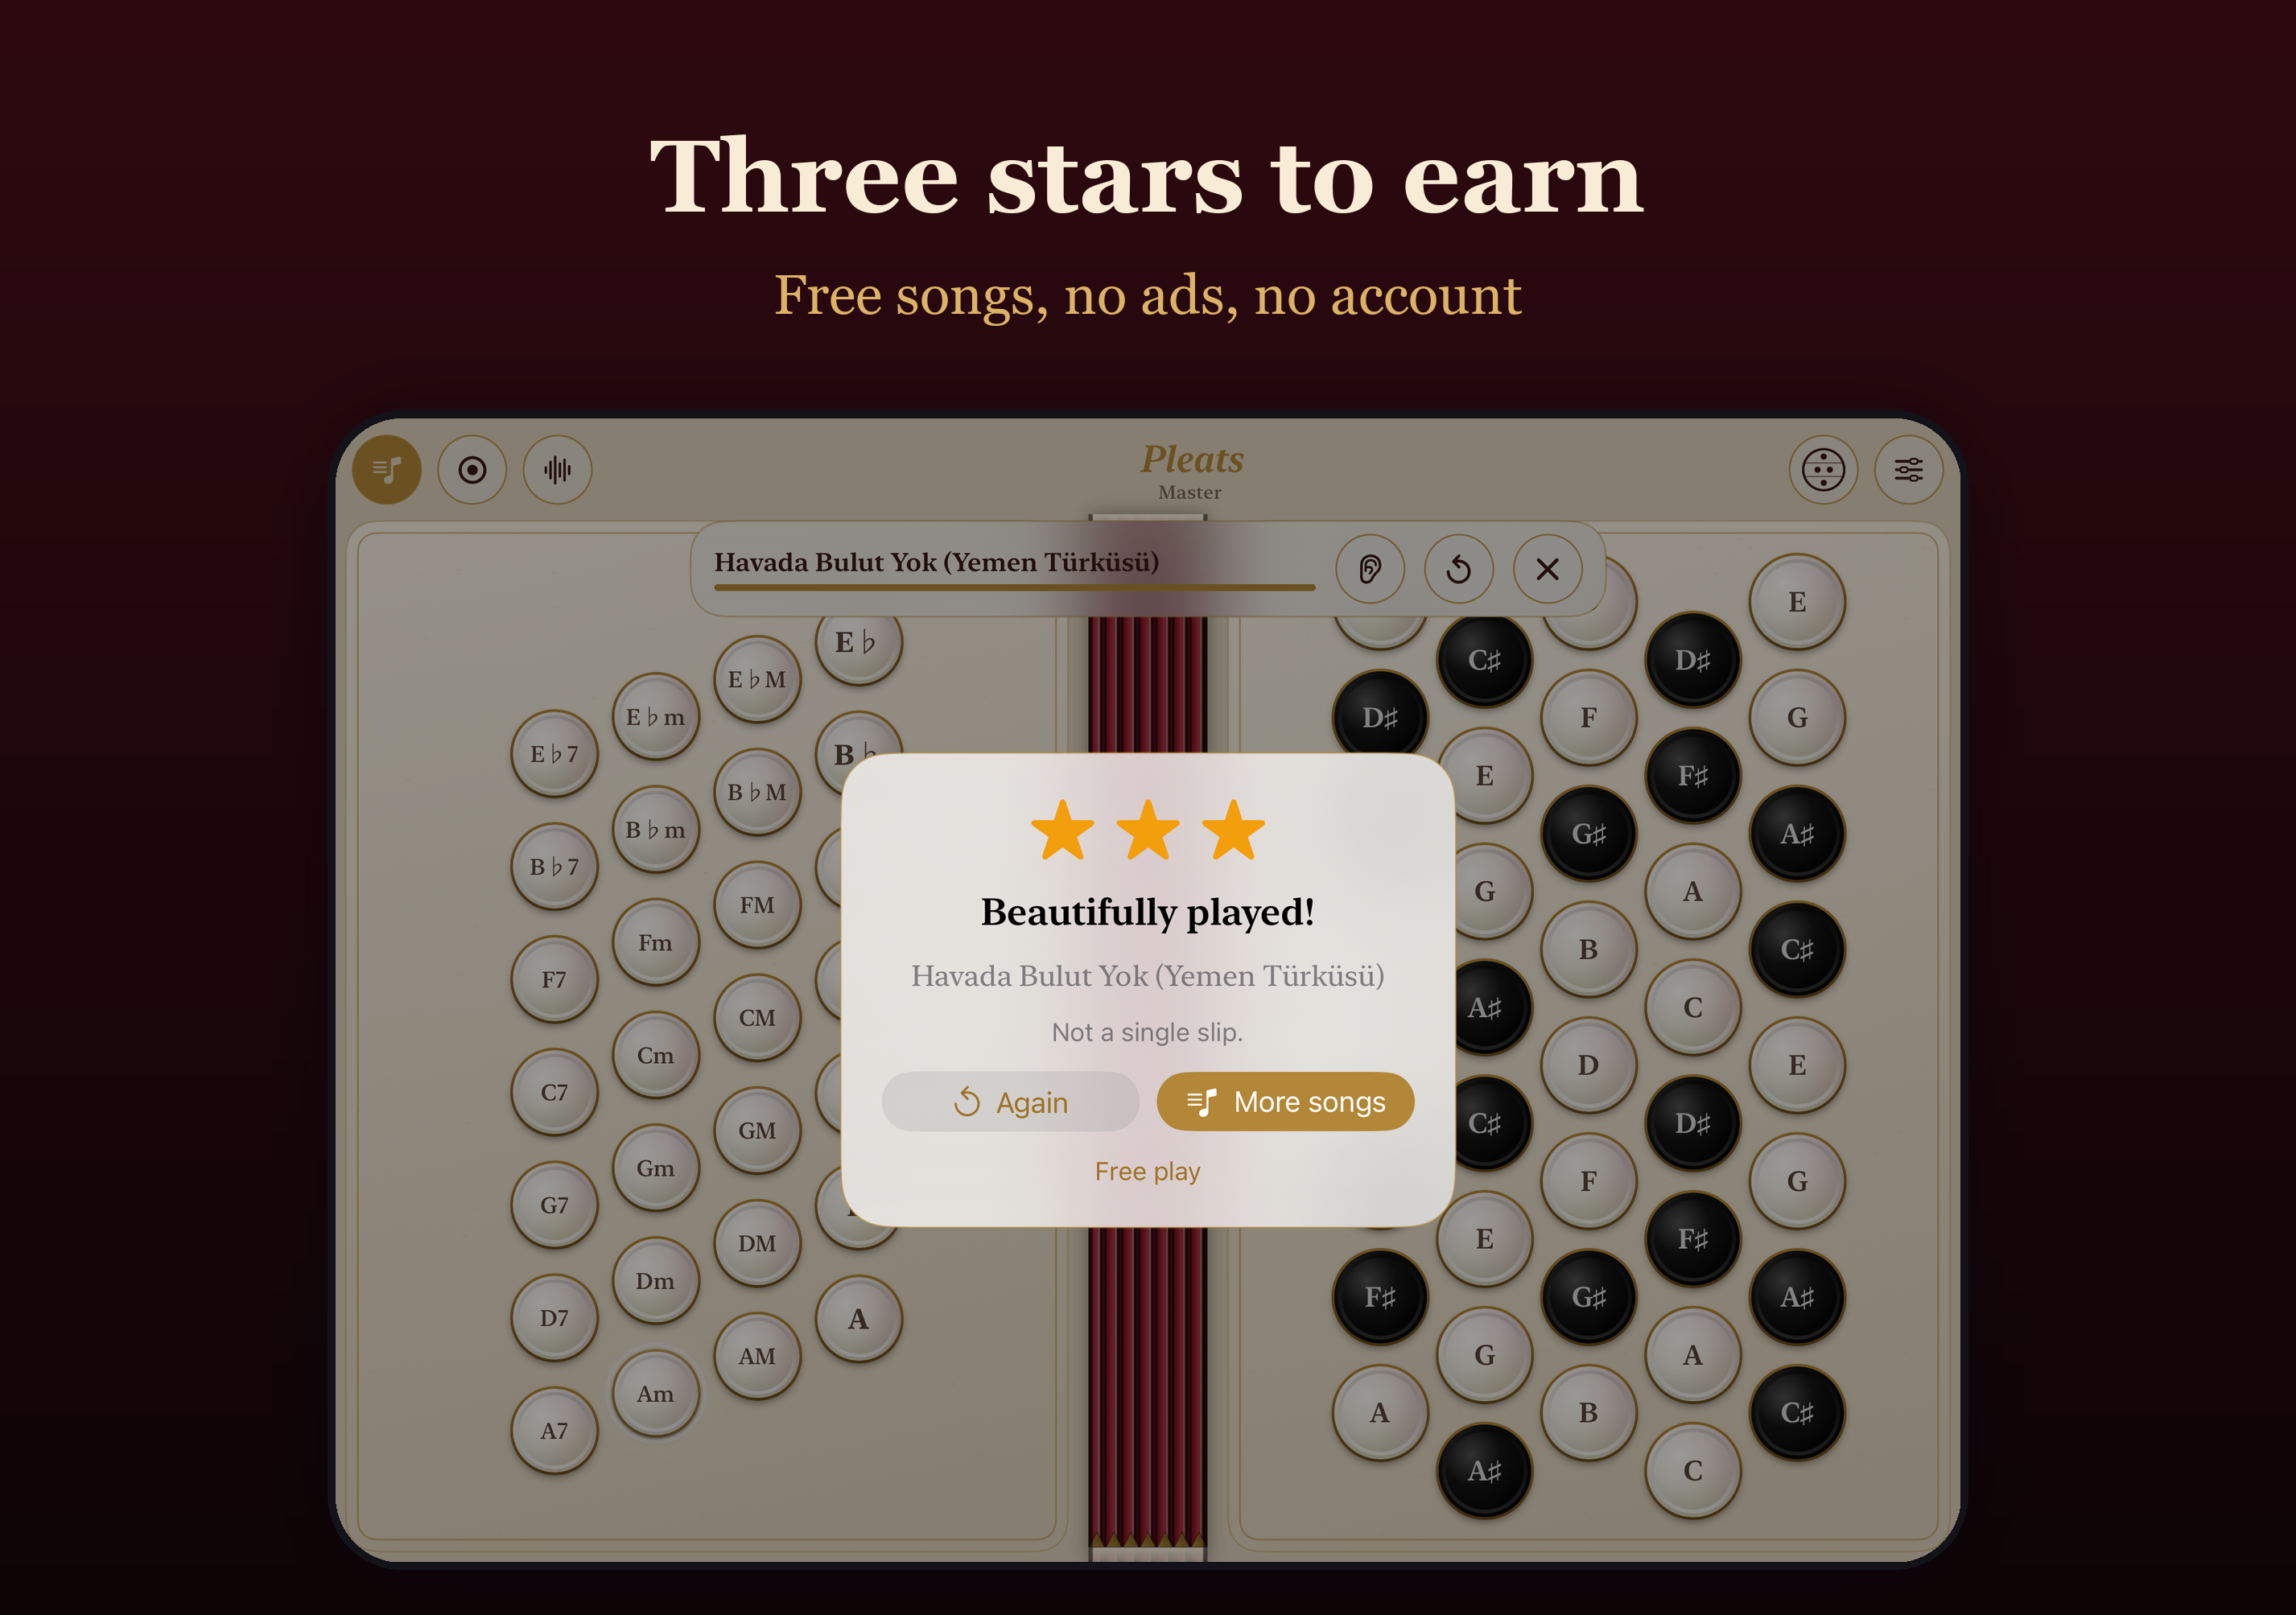 Three stars to earn
Free songs, no ads, no account
Pleats
Master
Havada Bulut Yok (Yemen Türküsü)
E♭
E♭M
E♭m
E♭7
B♭
B♭M
B♭m
B♭7
FM
Fm
F7
CM
Cm
C7
GM
Gm
G7
DM
Dm
D7
A
AM
Am
A7
Beautifully played!
Havada Bulut Yok (Yemen Türküsü)
Not a single slip.
Again
More songs
Free play
E
C♯
D♯
D♯
F
G
E
F♯
G♯
A♯
G
A
B
C♯
A♯
C
D
E
C♯
D♯
F
G
E
F♯
F♯
G♯
A♯
G
A
A
B
C♯
A♯
C